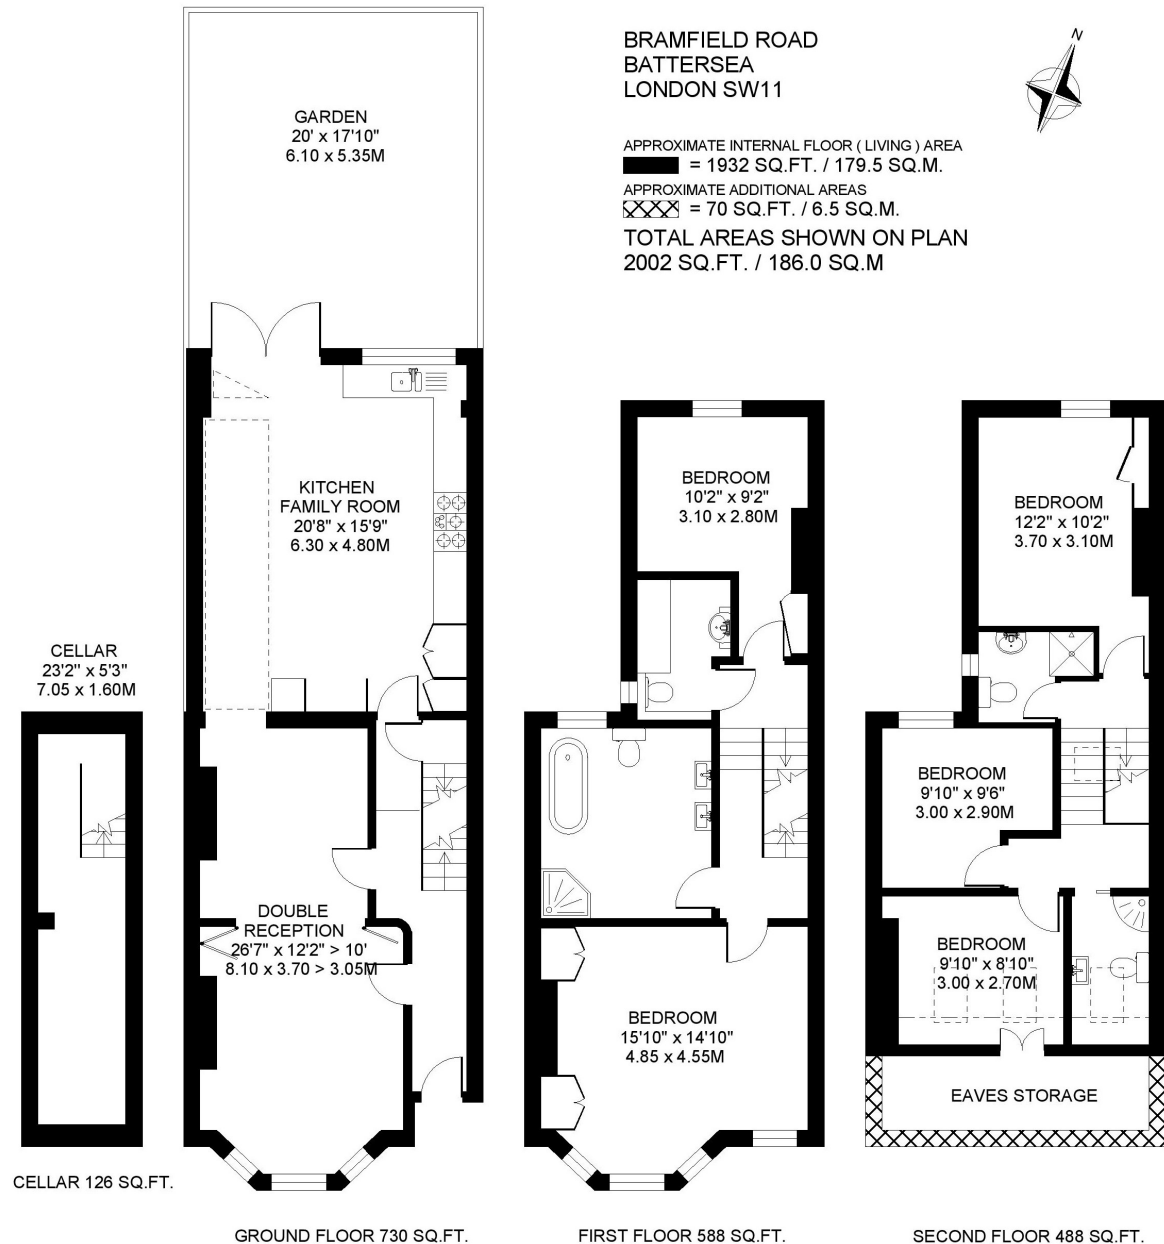 BRAMFIELD ROAD
BATTERSEA
LONDON SW11
N
APPROXIMATE INTERNAL FLOOR ( LIVING ) AREA
= 1932 SQ.FT. / 179.5 SQ.M.
APPROXIMATE ADDITIONAL AREAS
= 70 SQ.FT. / 6.5 SQ.M.
TOTAL AREAS SHOWN ON PLAN
2002 SQ.FT. / 186.0 SQ.M
GARDEN
20' x 17'10"
6.10 x 5.35M
KITCHEN
FAMILY ROOM
20'8" x 15'9"
6.30 x 4.80M
CELLAR
23'2" x 5'3"
7.05 x 1.60M
DOUBLE
RECEPTION
26'7" x 12'2" > 10'
8.10 x 3.70 > 3.05M
BEDROOM
10'2" x 9'2"
3.10 x 2.80M
BEDROOM
15'10" x 14'10"
4.85 x 4.55M
BEDROOM
12'2" x 10'2"
3.70 x 3.10M
BEDROOM
9'10" x 9'6"
3.00 x 2.90M
BEDROOM
9'10" x 8'10"
3.00 x 2.70M
EAVES STORAGE
CELLAR 126 SQ.FT.
GROUND FLOOR 730 SQ.FT.
FIRST FLOOR 588 SQ.FT.
SECOND FLOOR 488 SQ.FT.